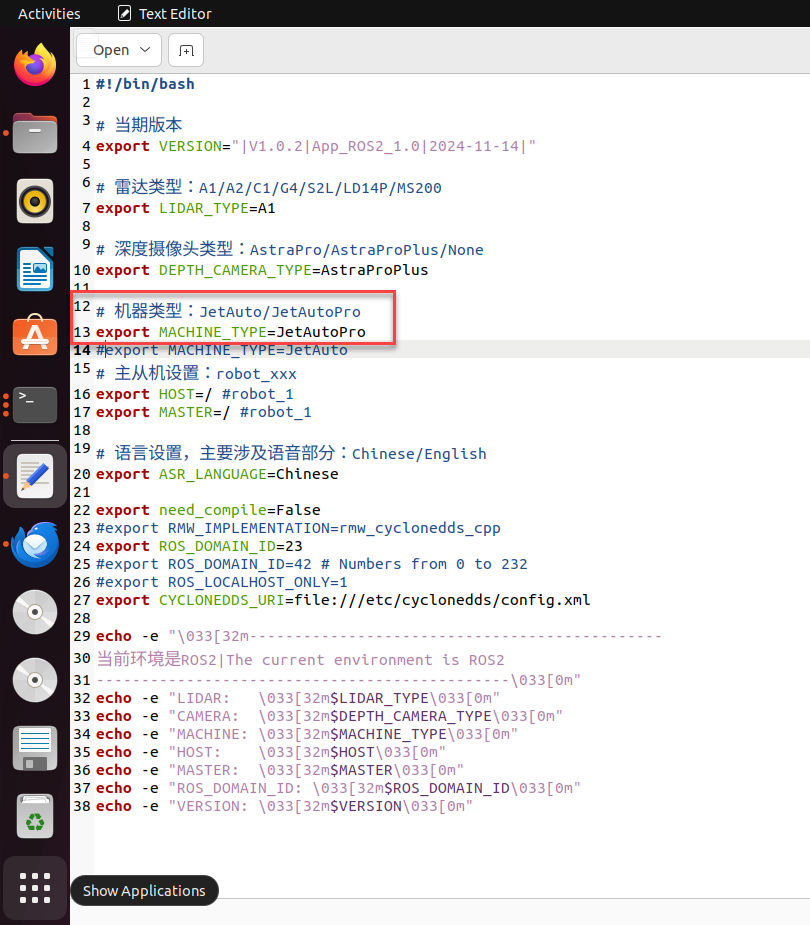 Activities
Text Editor
Open
1 #!/bin/bash
2
3 # 当期版本
4 export VERSION="|V1.0.2|App_ROS2_1.0|2024-11-14|"
5
6 # 雷达类型：A1/A2/C1/G4/S2L/LD14P/MS200
7 export LIDAR_TYPE=A1
8
9 # 深度摄像头类型：AstraPro/AstraProPlus/None
10 export DEPTH_CAMERA_TYPE=AstraProPlus
11
12 # 机器类型：JetAuto/JetAutoPro
13 export MACHINE_TYPE=JetAutoPro
14 #export MACHINE_TYPE=JetAuto
15 # 主从机设置：robot_xxx
16 export HOST=/ #robot_1
17 export MASTER=/ #robot_1
18
19 # 语言设置，主要涉及语音部分：Chinese/English
20 export ASR_LANGUAGE=Chinese
21
22 export need_compile=False
23 #export RMW_IMPLEMENTATION=rmw_cyclonedds_cpp
24 export ROS_DOMAIN_ID=23
25 #export ROS_DOMAIN_ID=42 # Numbers from 0 to 232
26 #export ROS_LOCALHOST_ONLY=1
27 export CYCLONEDDS_URI=file:///etc/cyclonedds/config.xml
28
29 echo -e "\033[32m----------------------------------------------
30 当前环境是ROS2|The current environment is ROS2
31 ----------------------------------------------\033[0m"
32 echo -e "LIDAR:   \033[32m$LIDAR_TYPE\033[0m"
33 echo -e "CAMERA:  \033[32m$DEPTH_CAMERA_TYPE\033[0m"
34 echo -e "MACHINE: \033[32m$MACHINE_TYPE\033[0m"
35 echo -e "HOST:    \033[32m$HOST\033[0m"
36 echo -e "MASTER:  \033[32m$MASTER\033[0m"
37 echo -e "ROS_DOMAIN_ID: \033[32m$ROS_DOMAIN_ID\033[0m"
38 echo -e "VERSION: \033[32m$VERSION\033[0m"
Show Applications